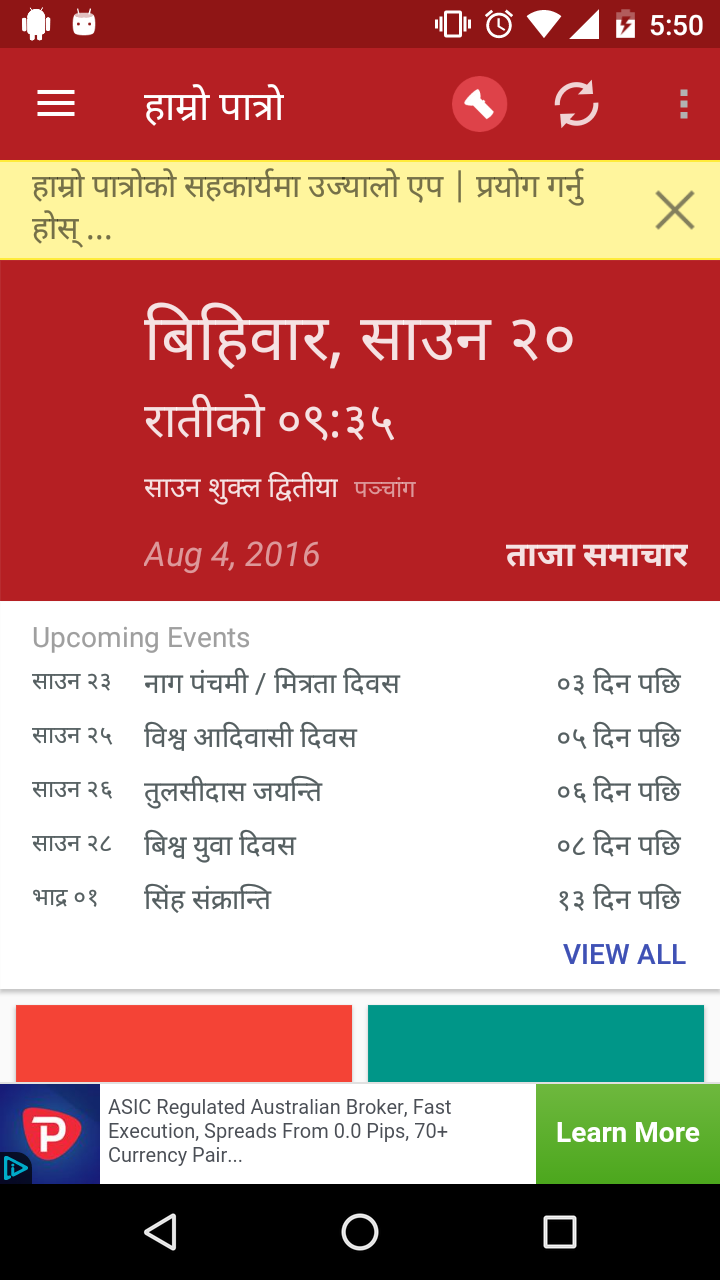 5:50
हाम्रो पात्रो
हाम्रो पात्रोको सहकार्यमा उज्यालो एप | प्रयोग गर्नु
होस् ...
बिहिवार, साउन २०
रातीको ०९:३५
साउन शुक्ल द्वितीया पञ्चांग
Aug 4, 2016 ताजा समाचार
Upcoming Events
साउन २३ नाग पंचमी / मित्रता दिवस ०३ दिन पछि
साउन २५ विश्व आदिवासी दिवस ०५ दिन पछि
साउन २६ तुलसीदास जयन्ति ०६ दिन पछि
साउन २८ बिश्व युवा दिवस ०८ दिन पछि
भाद्र ०१ सिंह संक्रान्ति १३ दिन पछि
VIEW ALL
ASIC Regulated Australian Broker, Fast
Execution, Spreads From 0.0 Pips, 70+
Currency Pair...
Learn More